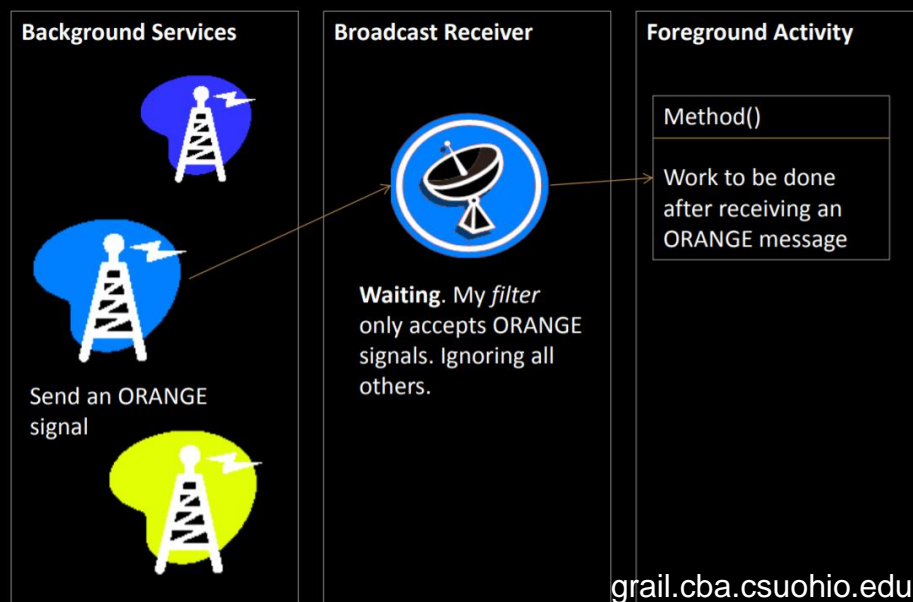 Background Services
Send an ORANGE
signal
Broadcast Receiver
Waiting. My filter
only accepts ORANGE
signals. Ignoring all
others.
Foreground Activity
Method()
Work to be done
after receiving an
ORANGE message
grail.cba.csuohio.edu